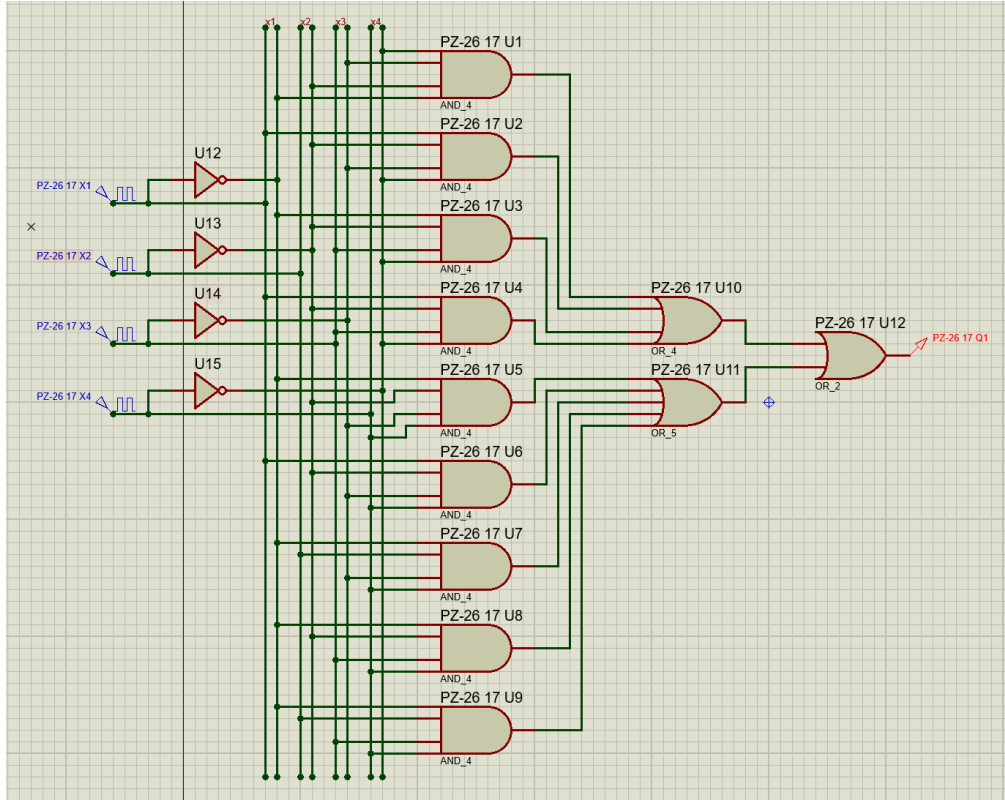 x1 x2 x3 x4
PZ-26 17 U1
AND_4
PZ-26 17 U2
AND_4
U12
PZ-26 17 X1
PZ-26 17 U3
AND_4
U13
PZ-26 17 X2
PZ-26 17 U4
AND_4
U14
PZ-26 17 X3
PZ-26 17 U10
OR_4
PZ-26 17 U12
OR_2
PZ-26 17 Q1
U15
PZ-26 17 X4
PZ-26 17 U5
AND_4
PZ-26 17 U11
OR_5
PZ-26 17 U6
AND_4
PZ-26 17 U7
AND_4
PZ-26 17 U8
AND_4
PZ-26 17 U9
AND_4